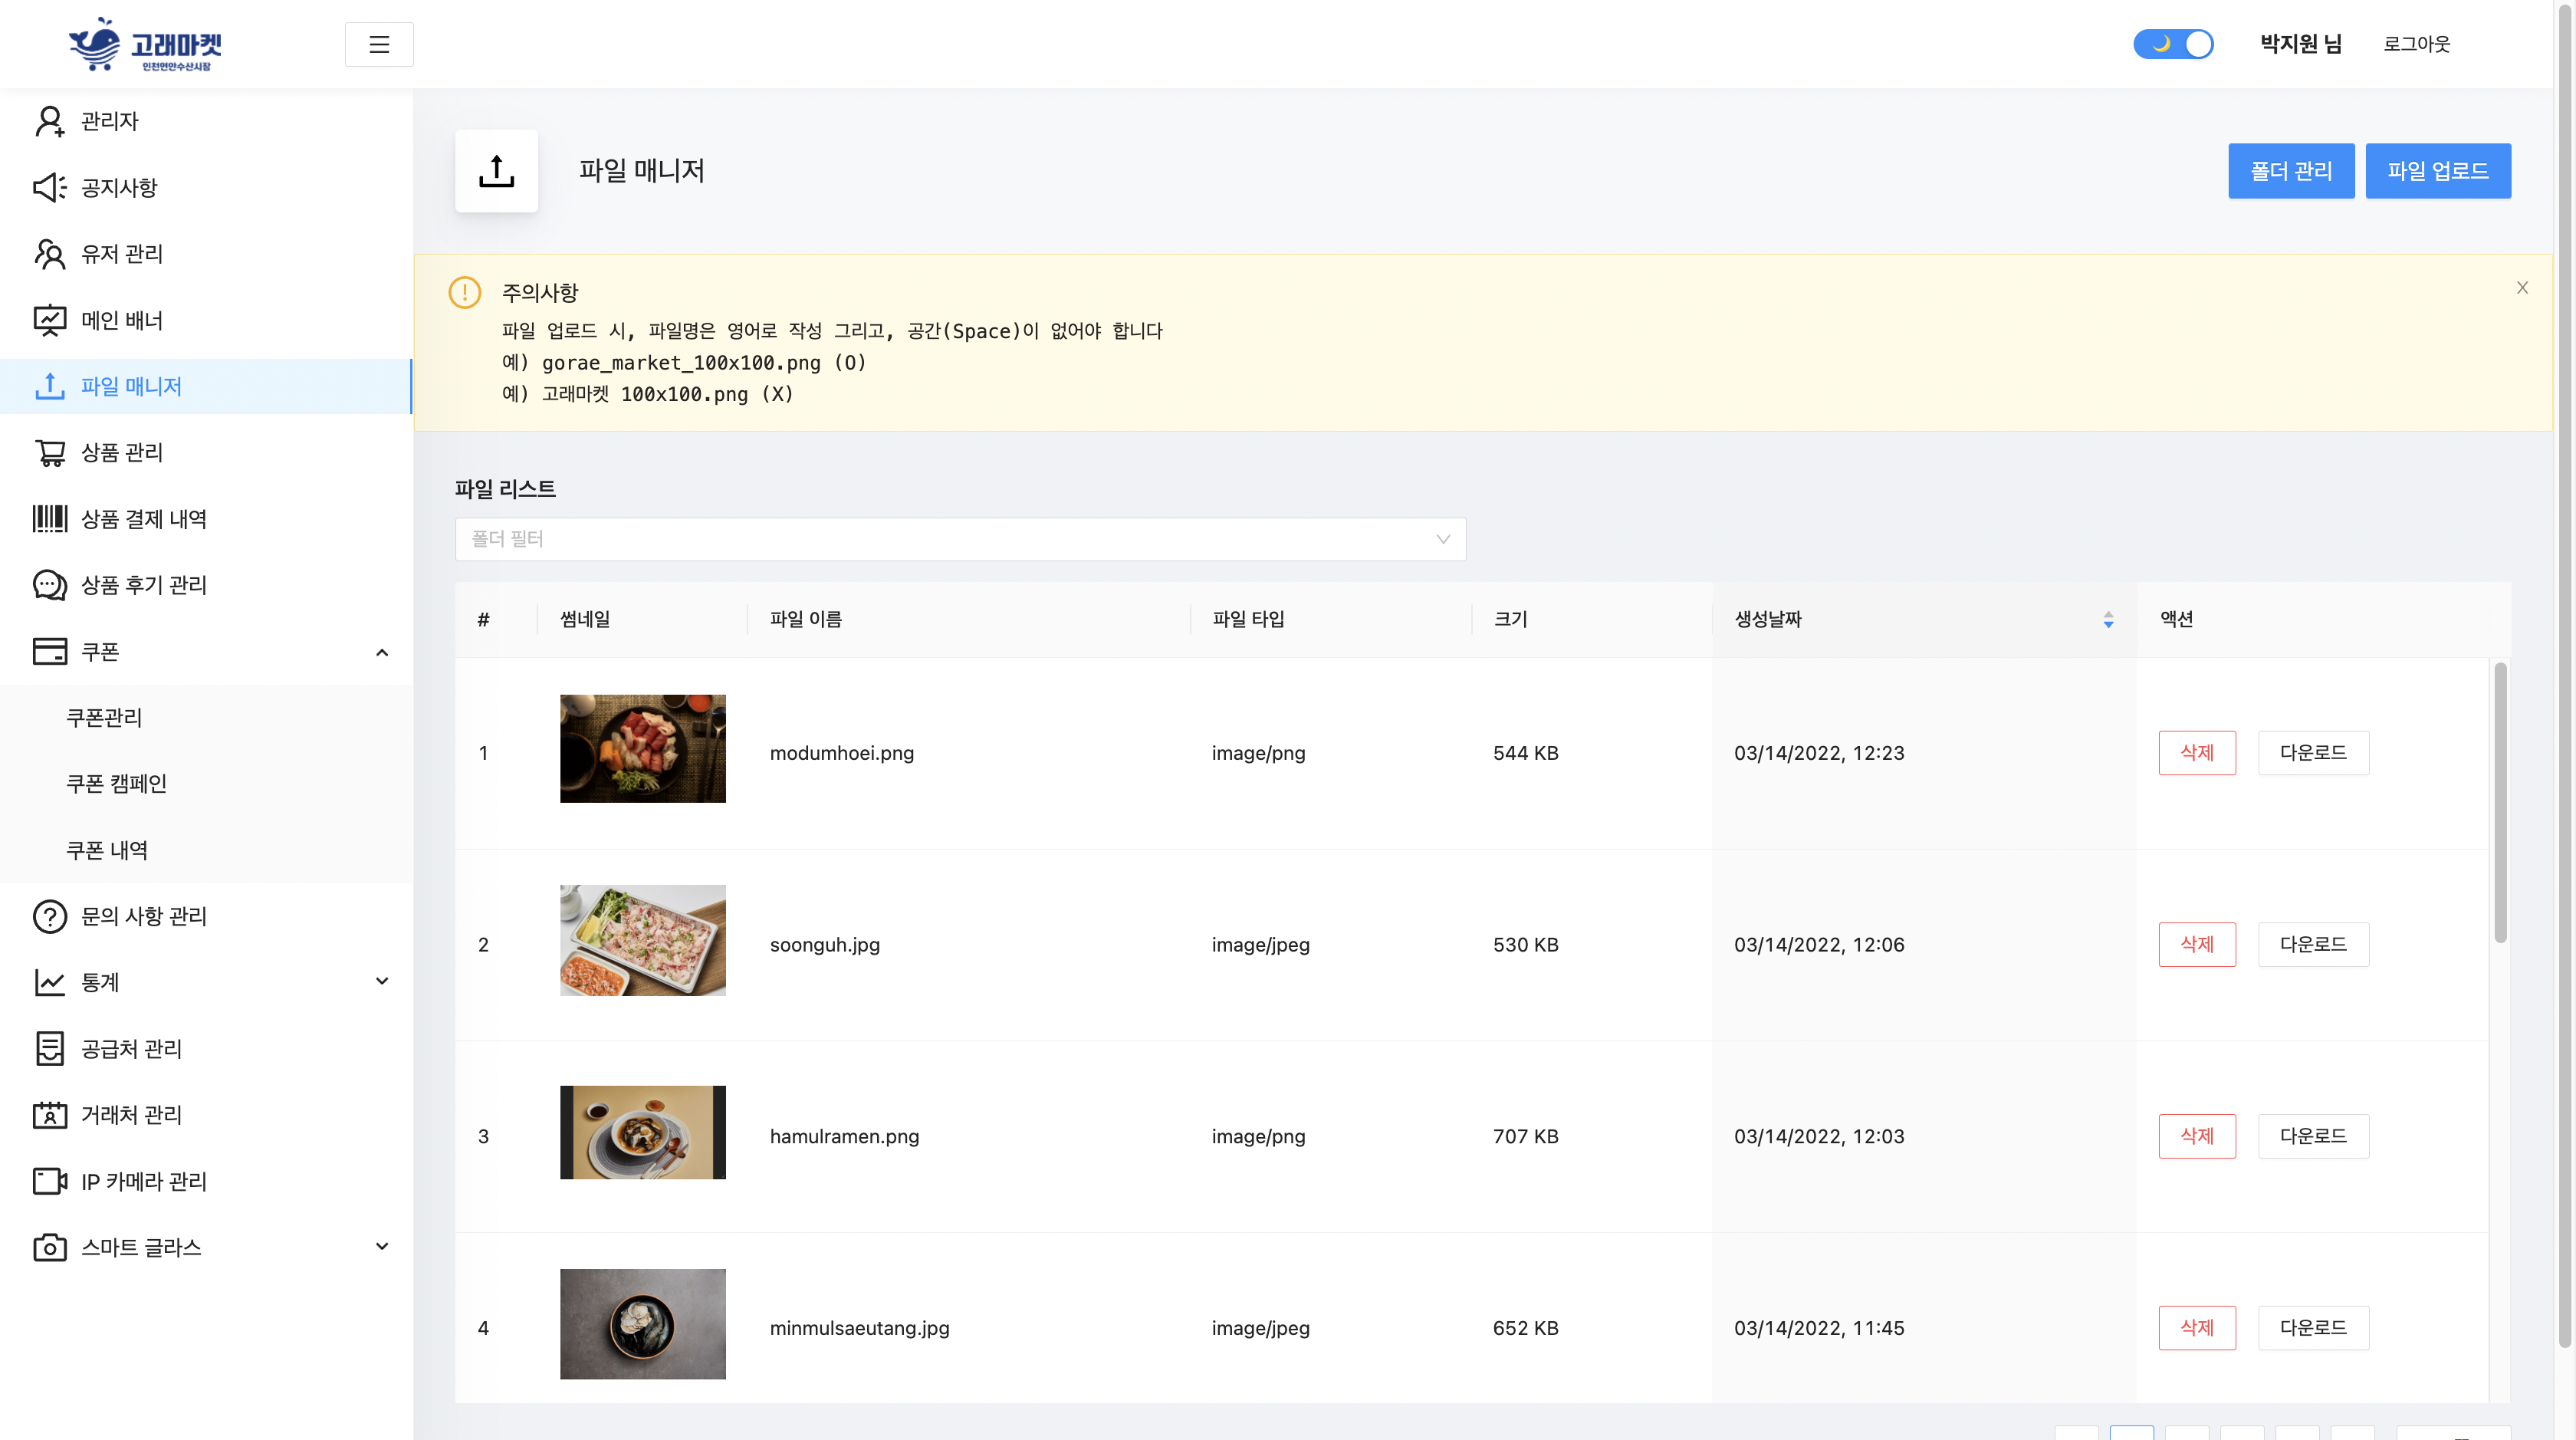 고래마켓
인천연안수산시장
박지원 님
로그아웃
관리자
공지사항
유저 관리
메인 배너
파일 매니저
상품 관리
상품 결제 내역
상품 후기 관리
쿠폰
쿠폰관리
쿠폰 캠페인
쿠폰 내역
문의 사항 관리
통계
공급처 관리
거래처 관리
IP 카메라 관리
스마트 글라스
파일 매니저
폴더 관리
파일 업로드
주의사항
파일 업로드 시, 파일명은 영어로 작성 그리고, 공간(Space)이 없어야 합니다
예) gorae_market_100x100.png (O)
예) 고래마켓 100x100.png (X)
파일 리스트
폴더 필터
# 썸네일 파일 이름 파일 타입 크기 생성날짜 액션
1 modumhoei.png image/png 544 KB 03/14/2022, 12:23 삭제 다운로드
2 soonguh.jpg image/jpeg 530 KB 03/14/2022, 12:06 삭제 다운로드
3 hamulramen.png image/png 707 KB 03/14/2022, 12:03 삭제 다운로드
4 minmulsaeutang.jpg image/jpeg 652 KB 03/14/2022, 11:45 삭제 다운로드